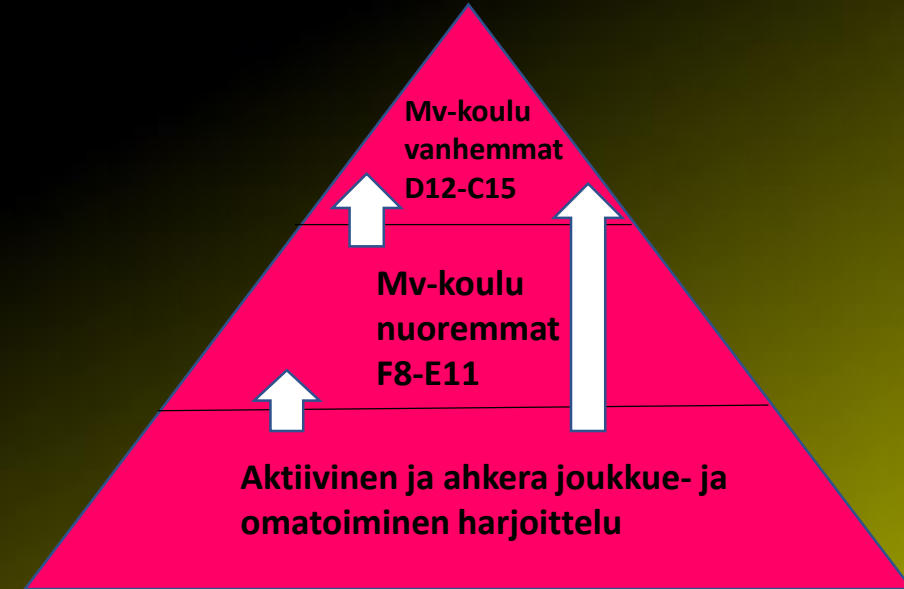 Mv-koulu
vanhemmat
D12-C15
Mv-koulu
nuoremmat
F8-E11
Aktiivinen ja ahkera joukkue- ja
omatoiminen harjoittelu